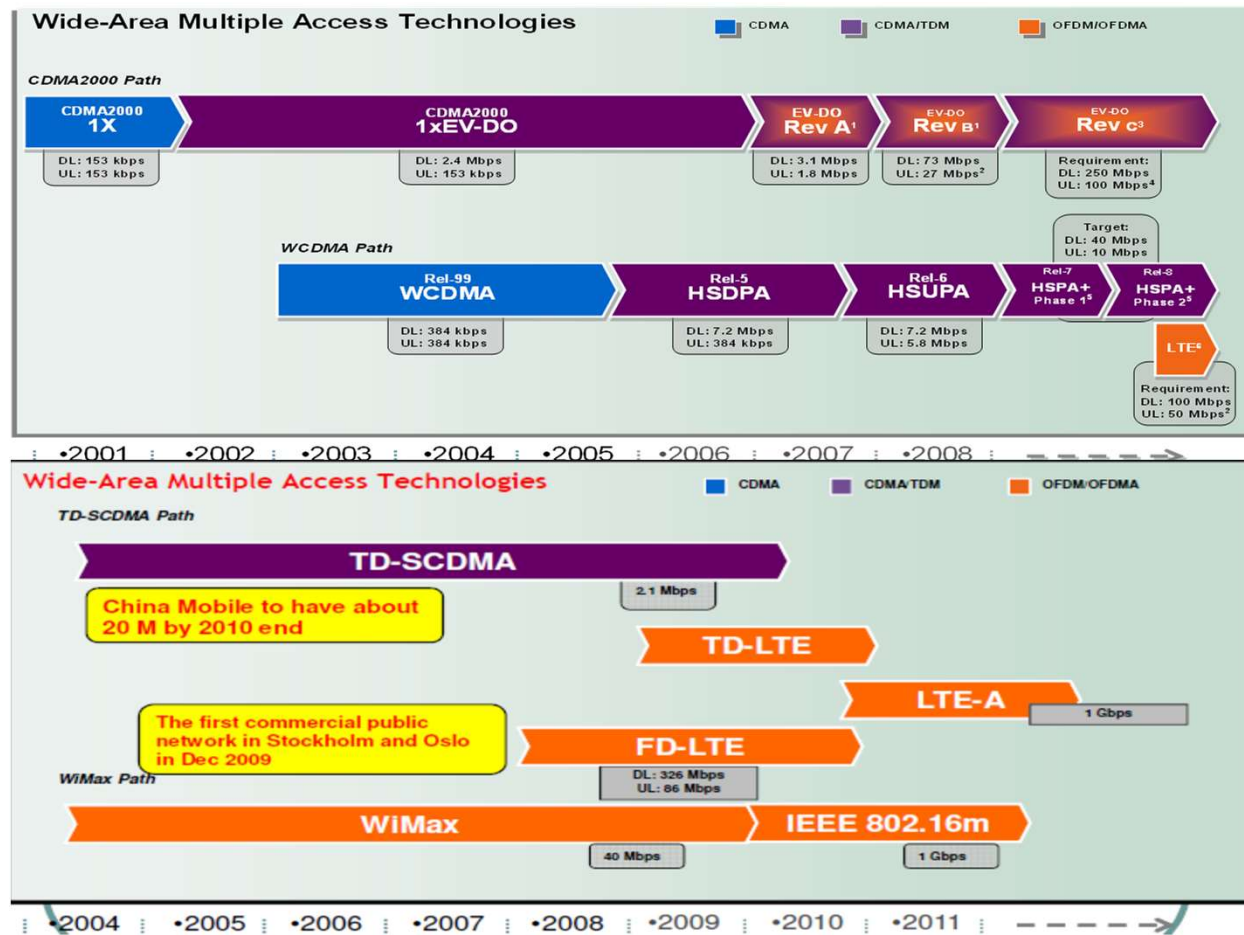 Wide-Area Multiple Access Technologies
CDMA
CDMA/TDM
OFDM/OFDMA
CDMA2000 Path
CDMA2000
1X
CDMA2000
1xEV-DO
EV-DO
Rev A¹
EV-DO
Rev B¹
EV-DO
Rev C³
DL: 153 kbps
UL: 153 kbps
DL: 2.4 Mbps
UL: 153 kbps
DL: 3.1 Mbps
UL: 1.8 Mbps
DL: 73 Mbps
UL: 27 Mbps²
Requirement:
DL: 250 Mbps
UL: 100 Mbps⁴
WCDMA Path
Target:
DL: 40 Mbps
UL: 10 Mbps
Rel-99
WCDMA
Rel-5
HSDPA
Rel-6
HSUPA
Rel-7
HSPA+
Phase 1⁵
Rel-8
HSPA+
Phase 2⁵
DL: 384 kbps
UL: 384 kbps
DL: 7.2 Mbps
UL: 384 kbps
DL: 7.2 Mbps
UL: 5.8 Mbps
LTE⁶
Requirement:
DL: 100 Mbps
UL: 50 Mbps²
•2001 •2002 •2003 •2004 •2005 •2006 •2007 •2008
Wide-Area Multiple Access Technologies
CDMA
CDMA/TDM
OFDM/OFDMA
TD-SCDMA Path
TD-SCDMA
2.1 Mbps
China Mobile to have about
20 M by 2010 end
TD-LTE
LTE-A
1 Gbps
The first commercial public
network in Stockholm and Oslo
in Dec 2009
FD-LTE
DL: 326 Mbps
UL: 86 Mbps
WiMax Path
WiMax
IEEE 802.16m
40 Mbps
1 Gbps
•2004 •2005 •2006 •2007 •2008 •2009 •2010 •2011